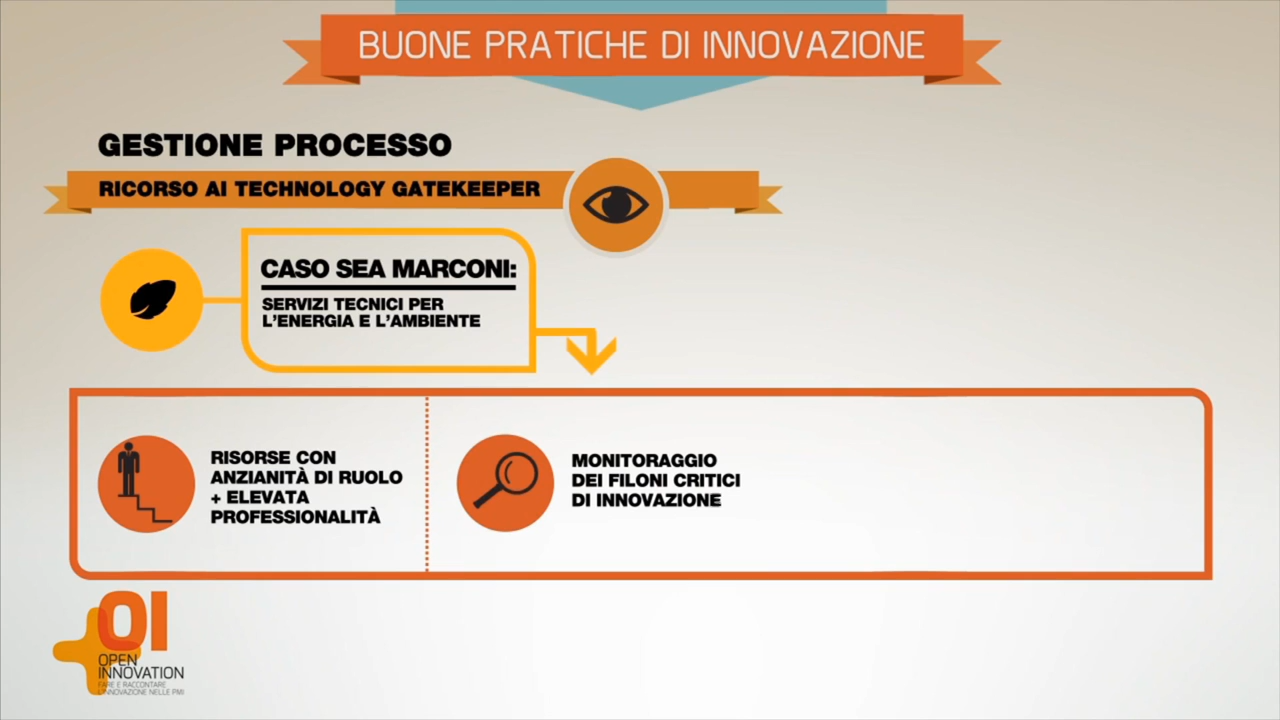 BUONE PRATICHE DI INNOVAZIONE
GESTIONE PROCESSO
RICORSO AI TECHNOLOGY GATEKEEPER
CASO SEA MARCONI:
SERVIZI TECNICI PER
L'ENERGIA E L'AMBIENTE
RISORSE CON
ANZIANITÀ DI RUOLO
+ ELEVATA
PROFESSIONALITÀ
MONITORAGGIO
DEI FILONI CRITICI
DI INNOVAZIONE
OI
OPEN
INNOVATION
FARE E RACCONTARE
L'INNOVAZIONE NELLE PMI